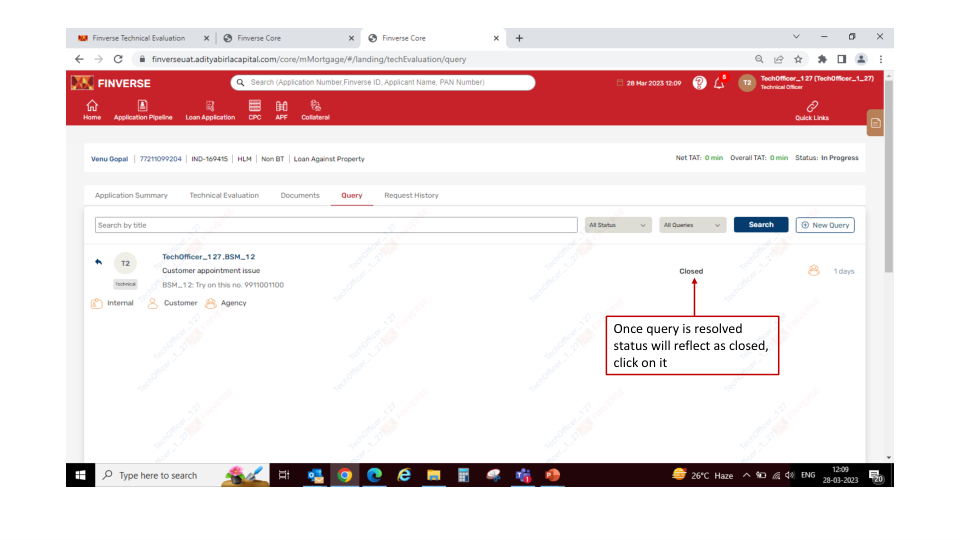 Finverse Technical Evaluation
Finverse Core
Finverse Core
finverseuat.adityabirlacapital.com/core/mMortgage/#/landing/techEvaluation/query
FINVERSE
Search (Application Number,Finverse ID, Applicant Name, PAN Number)
28 Mar 2023 12:09
5
T2
TechOfficer_127 (TechOfficer_1_27)
Technical Officer
Home Application Pipeline Loan Application CPC APF Collateral
Quick Links
Venu Gopal | 77211099204 | IND-169415 | HLM | Non BT | Loan Against Property
Net TAT: 0 min Overall TAT: 0 min Status: In Progress
Application Summary Technical Evaluation Documents Query Request History
Search by title
All Status
All Queries
Search
New Query
T2
Technical
TechOfficer_127 ,BSM_12
Customer appointment issue
BSM_12: Try on this no. 9911001100
Closed
1 days
Internal Customer Agency
Once query is resolved
status will reflect as closed,
click on it
Type here to search
26°C Haze
ENG
12:09
28-03-2023
20